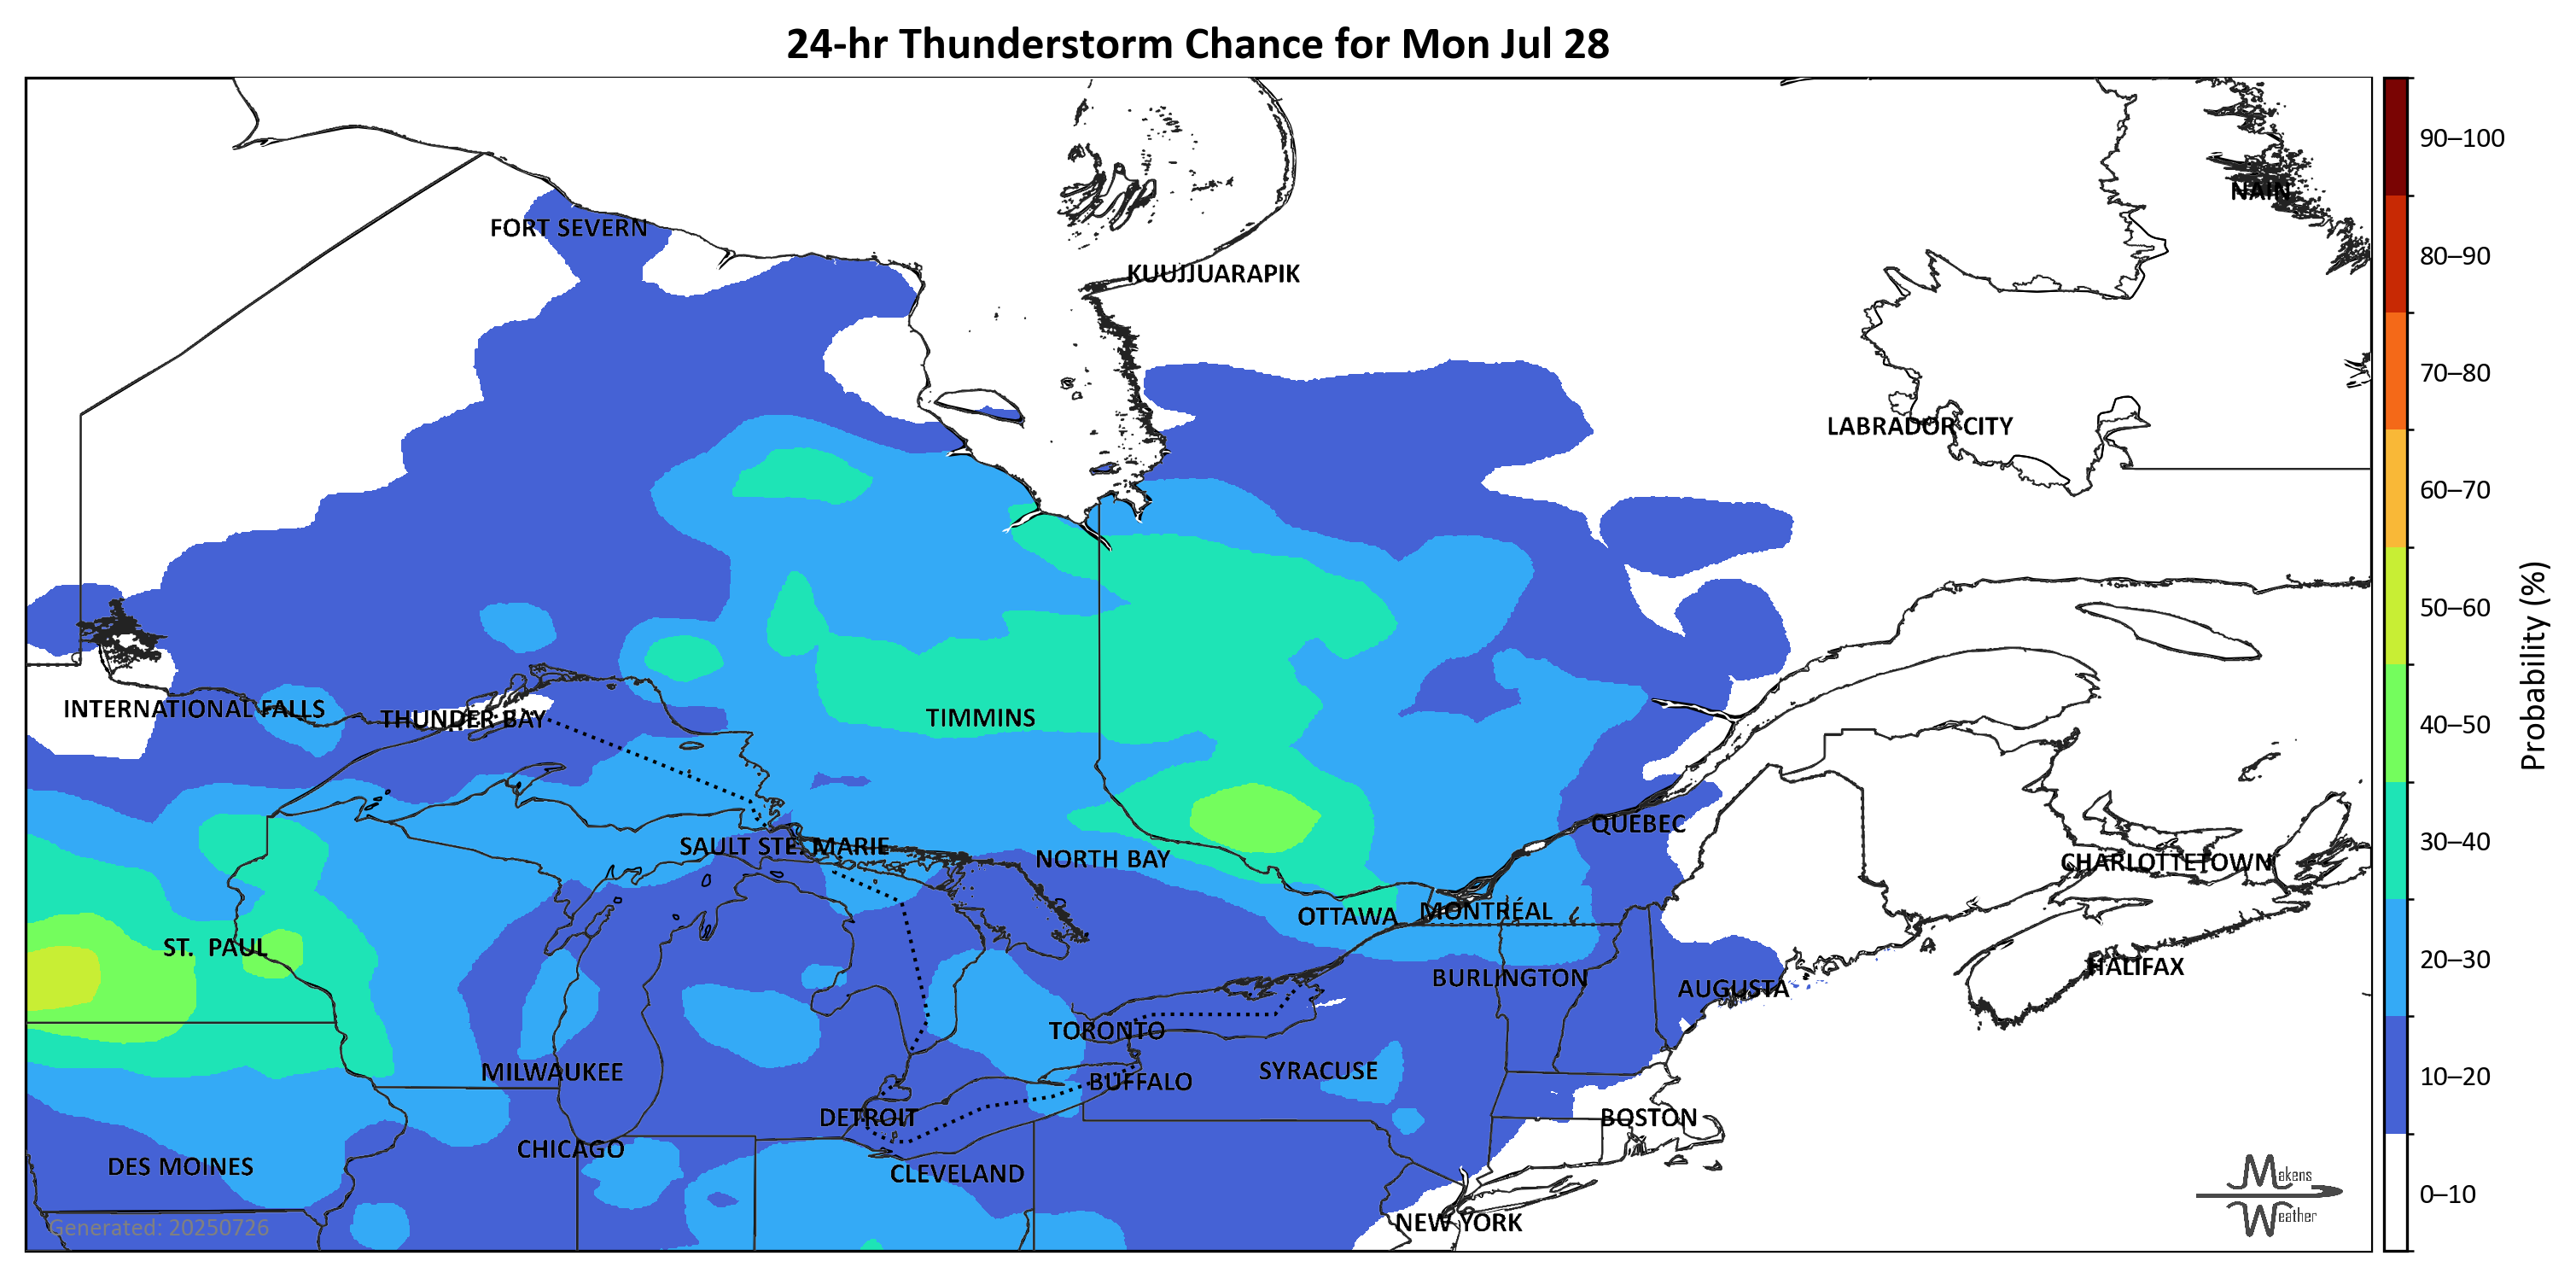 24-hr Thunderstorm Chance for Mon Jul 28
90–100
NAIN
FORT SEVERN
80–90
KUUJJUARAPIK
70–80
LABRADOR CITY
60–70
50–60
Probability (%)
INTERNATIONAL FALLS
THUNDER BAY
TIMMINS
40–50
QUEBEC
SAULT STE. MARIE
NORTH BAY
CHARLOTTETOWN
30–40
OTTAWA
MONTRÉAL
ST. PAUL
BURLINGTON
HALIFAX
20–30
AUGUSTA
TORONTO
MILWAUKEE
SYRACUSE
BUFFALO
10–20
DETROIT
BOSTON
CHICAGO
DES MOINES
CLEVELAND
Makens
Weather
0–10
NEW YORK
Generated: 20250726